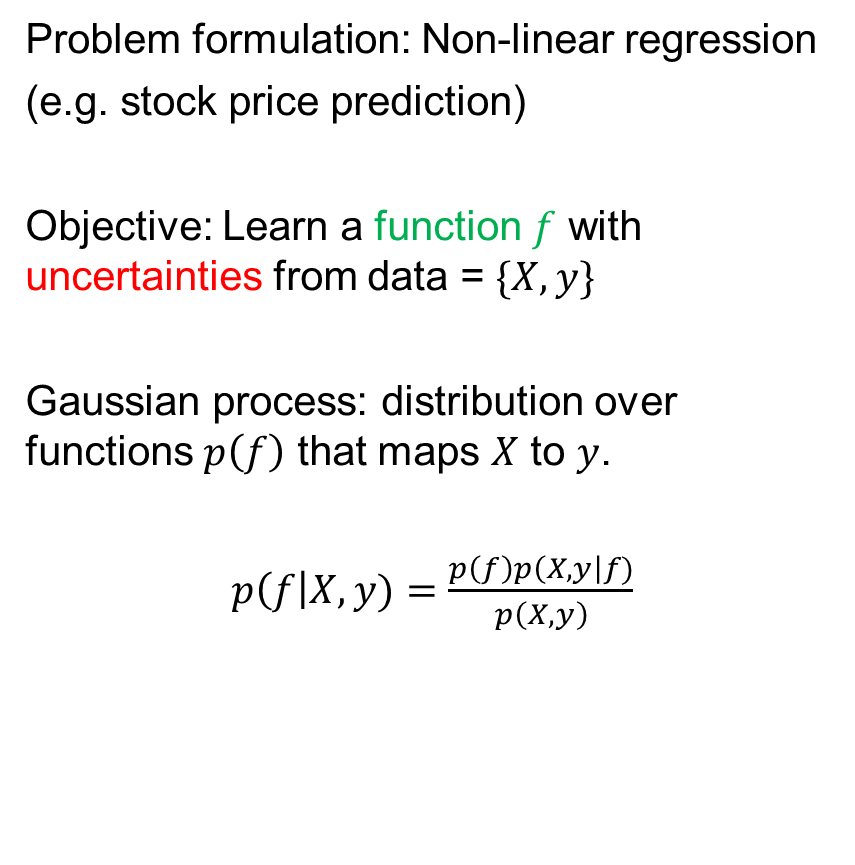 Problem formulation: Non-linear regression
(e.g. stock price prediction)
Objective: Learn a function 𝑓 with
uncertainties from data = {𝑋, 𝑦}
Gaussian process: distribution over
functions 𝑝(𝑓) that maps 𝑋 to 𝑦.
𝑝(𝑓|𝑋, 𝑦) = 𝑝(𝑓)𝑝(𝑋,𝑦|𝑓)
𝑝(𝑋,𝑦)